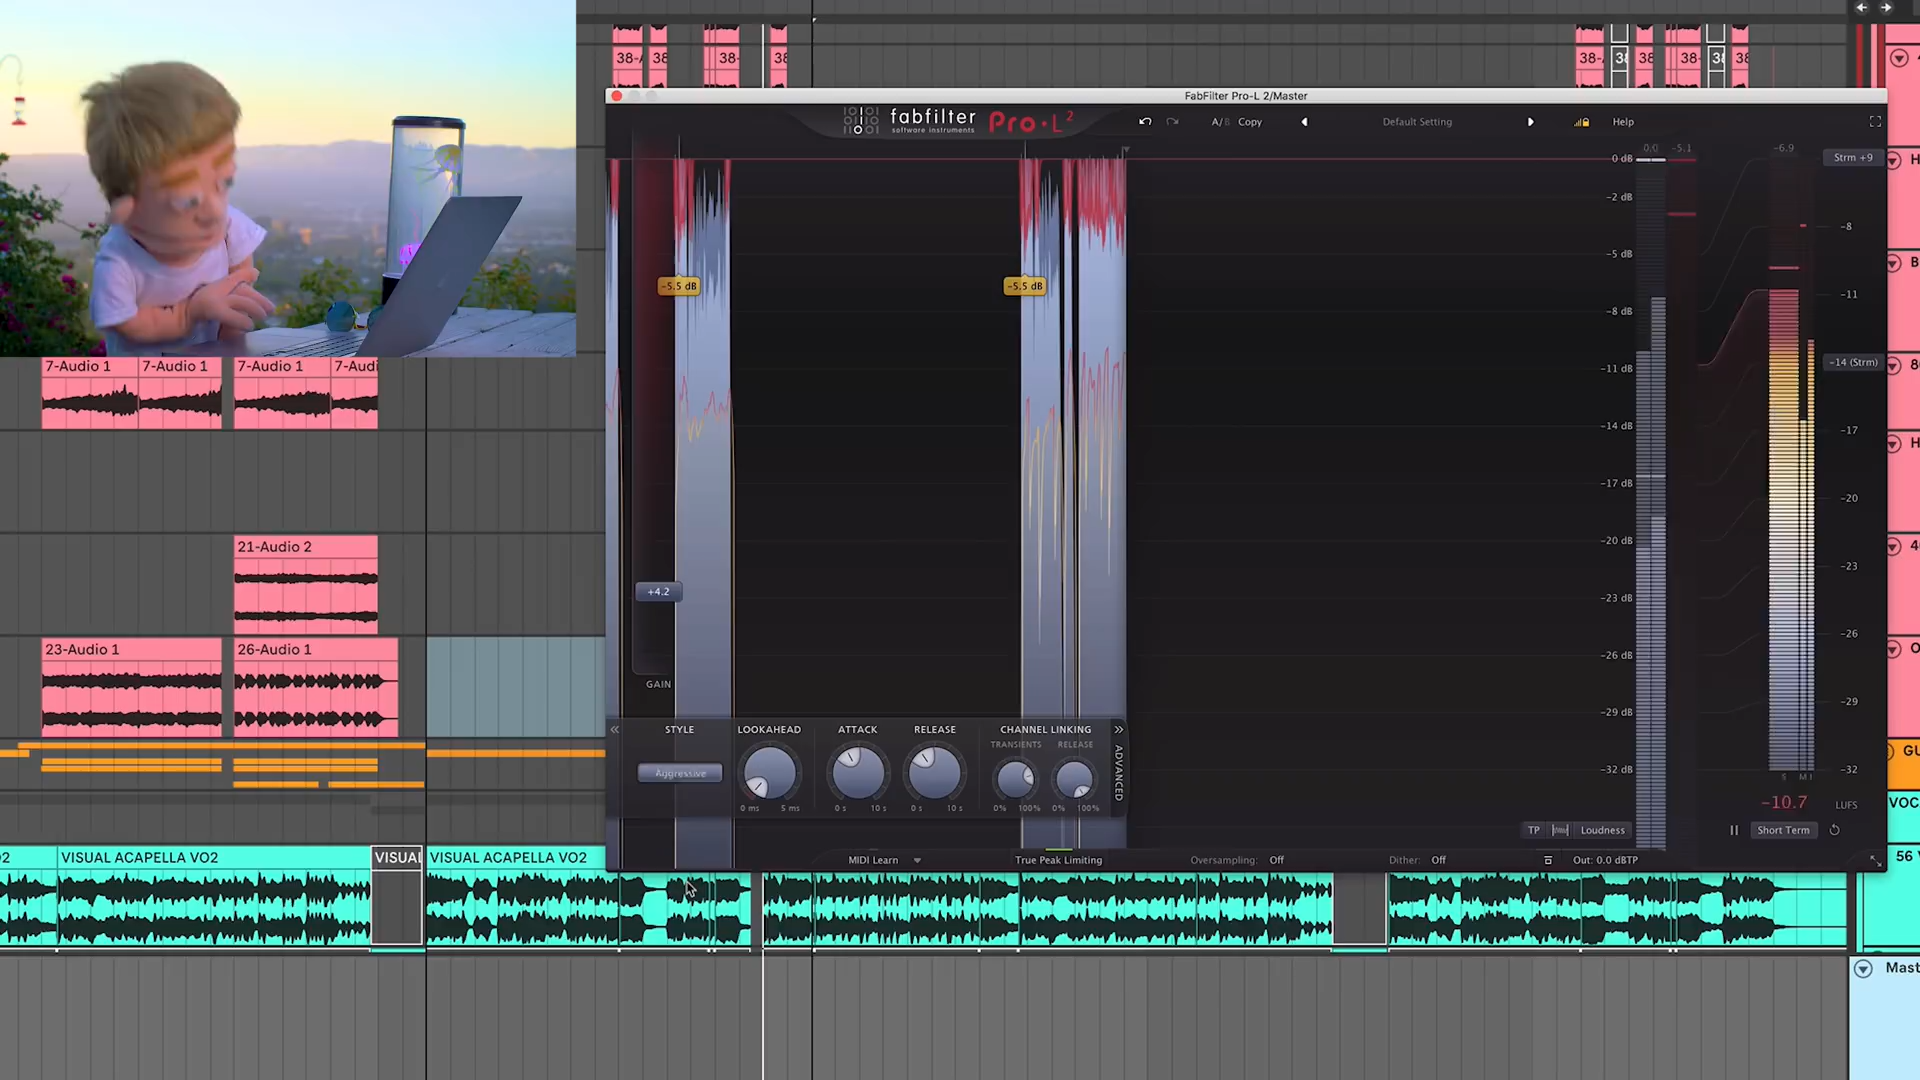 38-
38
38-
38
38-
38
38
38-
38
38
FabFilter Pro-L 2/Master
fabfilter
software instruments
Pro·L²
A/B Copy
Default Setting
Help
0 dB
0.0 -5.1
-6.9
Strm +9
-2 dB
-5 dB
-8 dB
-11 dB
-14 dB
-17 dB
-20 dB
-23 dB
-26 dB
-29 dB
-32 dB
-8
-11
-14 (Strm)
-17
-20
-23
-26
-29
-32
S M I
-10.7 LUFS
-5.5 dB
-5.5 dB
+4.2
GAIN
STYLE
Aggressive
LOOKAHEAD
0 ms 5 ms
ATTACK
0 s 10 s
RELEASE
0 s 10 s
CHANNEL LINKING
TRANSIENTS RELEASE
0% 100% 0% 100%
ADVANCED
TP Loudness
Short Term
MIDI Learn
True Peak Limiting
Oversampling: Off
Dither: Off
Out: 0.0 dBTP
7-Audio 1
7-Audio 1
7-Audio 1
7-Audi
21-Audio 2
23-Audio 1
26-Audio 1
VISUAL ACAPELLA VO2
VISUAL
VISUAL ACAPELLA VO2
H
B
80
H
40
O
GU
VOC
56
Mast